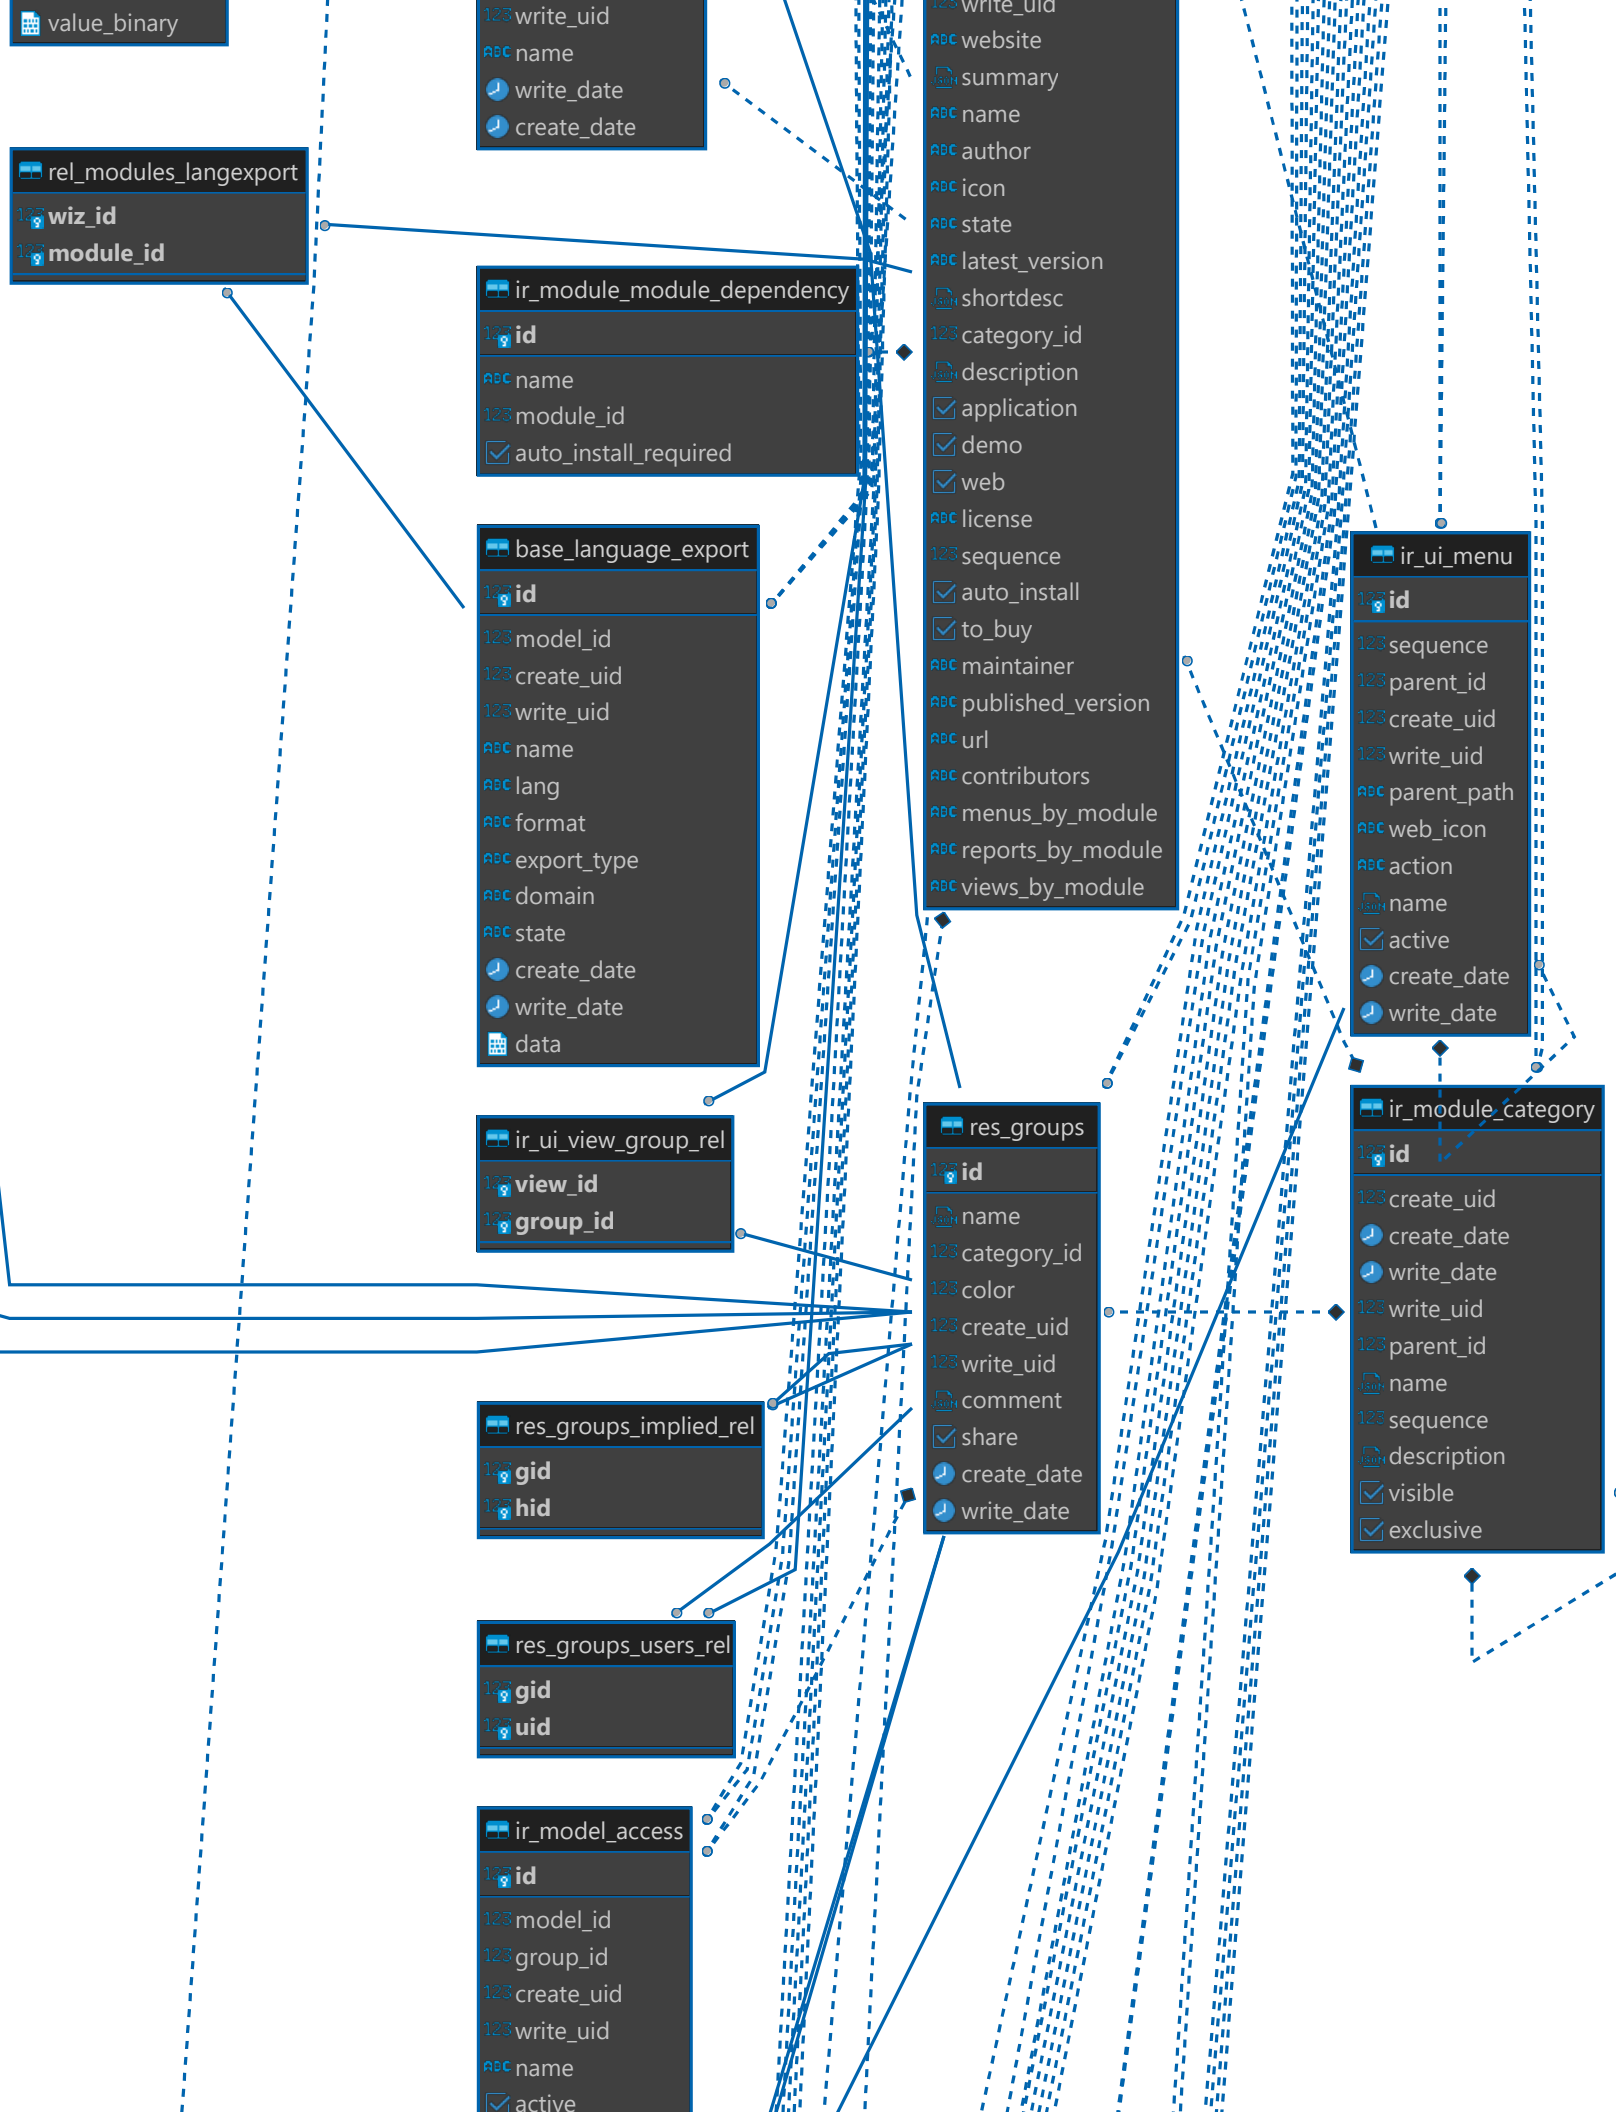 value_binary
rel_modules_langexport
wiz_id
module_id
write_uid
name
write_date
create_date
ir_module_module_dependency
id
name
module_id
auto_install_required
base_language_export
id
model_id
create_uid
write_uid
name
lang
format
export_type
domain
state
create_date
write_date
data
ir_ui_view_group_rel
view_id
group_id
res_groups_implied_rel
gid
hid
res_groups_users_rel
gid
uid
ir_model_access
id
model_id
group_id
create_uid
write_uid
name
active
write_uid
website
summary
name
author
icon
state
latest_version
shortdesc
category_id
description
application
demo
web
license
sequence
auto_install
to_buy
maintainer
published_version
url
contributors
menus_by_module
reports_by_module
views_by_module
res_groups
id
name
category_id
color
create_uid
write_uid
comment
share
create_date
write_date
ir_ui_menu
id
sequence
parent_id
create_uid
write_uid
parent_path
web_icon
action
name
active
create_date
write_date
ir_module_category
id
create_uid
create_date
write_date
write_uid
parent_id
name
sequence
description
visible
exclusive